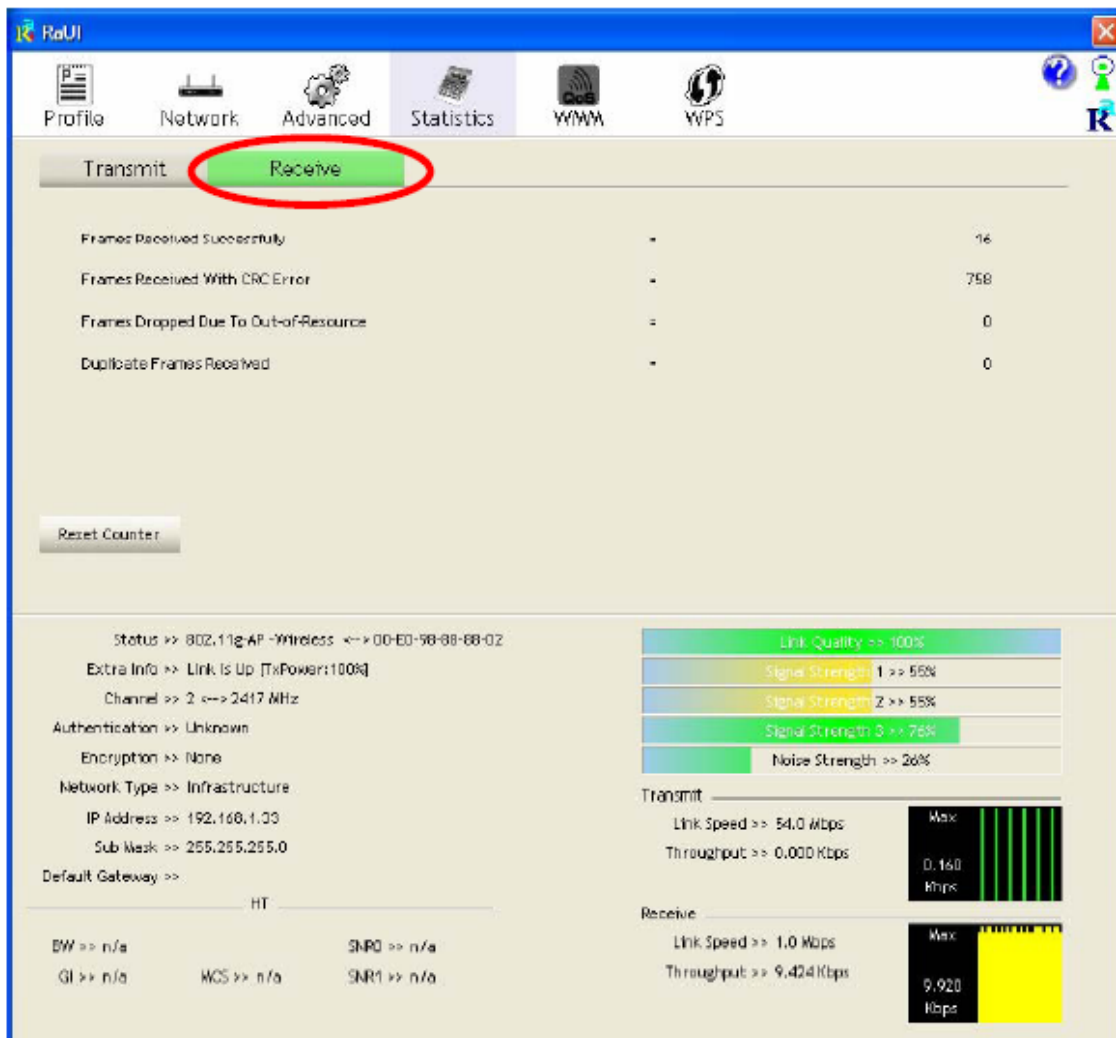 RaUI
Profile Network Advanced Statistics QoS WMM WPS
Transmit Receive
Frames Received Successfully = 16
Frames Received With CRC Error = 758
Frames Dropped Due To Out-of-Resource = 0
Duplicate Frames Received = 0
Reset Counter
Status >> 802.11g-AP-Wireless <--> 00-E0-98-88-88-02
Extra Info >> Link is Up [TxPower:100%]
Channel >> 2 <--> 2417 MHz
Authentication >> Unknown
Encryption >> None
Network Type >> Infrastructure
IP Address >> 192.168.1.33
Sub Mask >> 255.255.255.0
Default Gateway >>
HT
BW >> n/a SNR0 >> n/a
GI >> n/a MCS >> n/a SNR1 >> n/a
Link Quality >> 100%
Signal Strength 1 >> 55%
Signal Strength 2 >> 55%
Signal Strength 3 >> 76%
Noise Strength >> 26%
Transmit
Link Speed >> 54.0 Mbps
Throughput >> 0.000 Kbps
Max
0.160
Kbps
Receive
Link Speed >> 1.0 Mbps
Throughput >> 9.424 Kbps
Max
9.920
Kbps